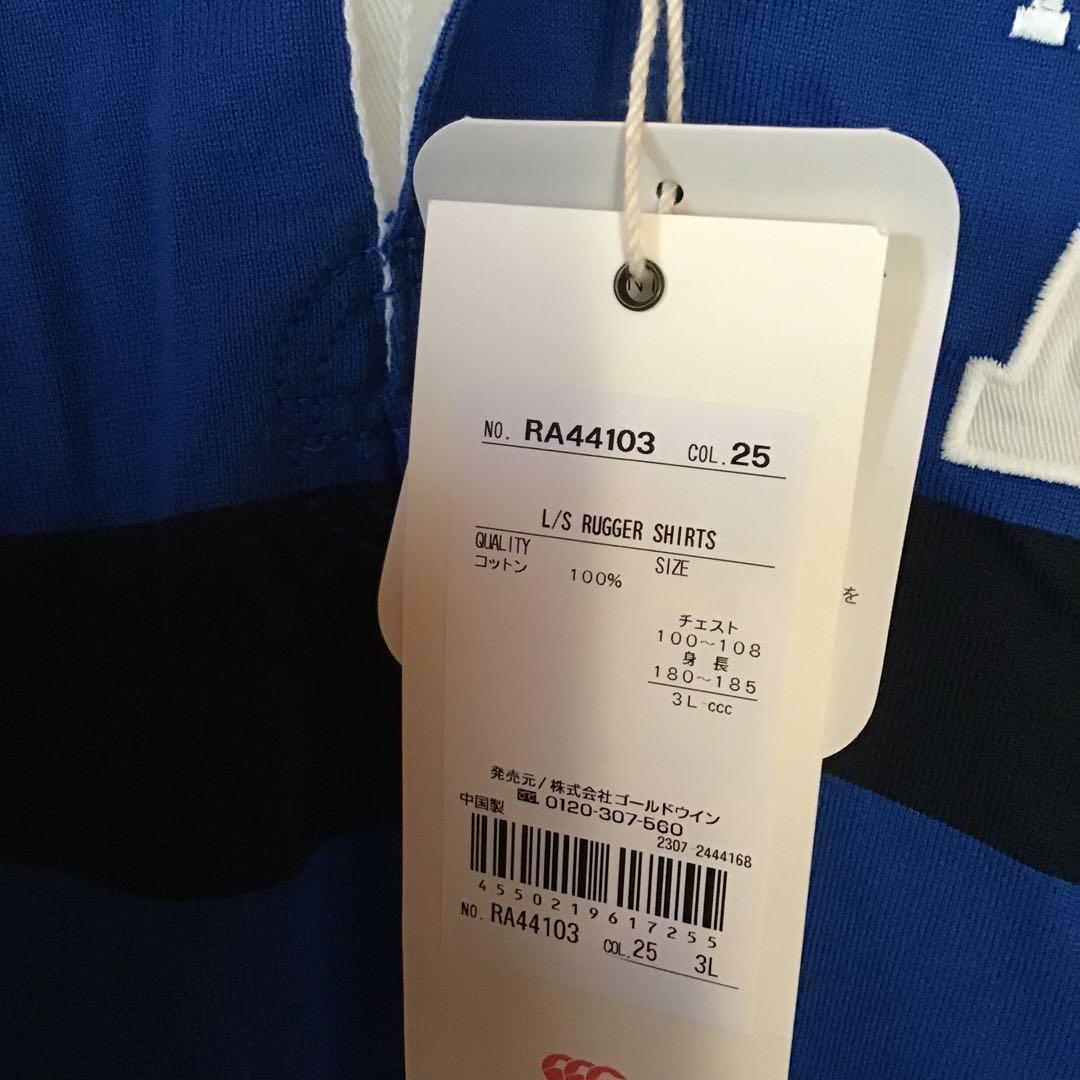 NO. RA44103 COL. 25
L/S RUGGER SHIRTS
QUALITY SIZE
コットン 100%
チェスト
100~108
身 長
180~185
3L-ccc
を
発売元/株式会社ゴールドウイン
0120-307-560
中国製
2307-2444168
4550219617255
NO. RA44103 COL.25 3L